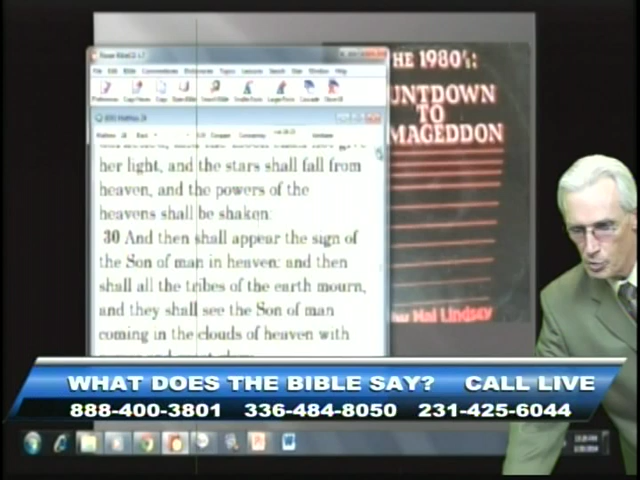 File Edit Bible
Help
HE 1980's:
UNTDOWN
TO
MAGEDDON
her light, and the stars shall fall from
heaven, and the powers of the
heavens shall be shaken:
30 And then shall appear the sign of
the Son of man in heaven: and then
shall all the tribes of the earth mourn,
and they shall see the Son of man
coming in the clouds of heaven with
Hal Lindsey
WHAT DOES THE BIBLE SAY? CALL LIVE
888-400-3801 336-484-8050 231-425-6044